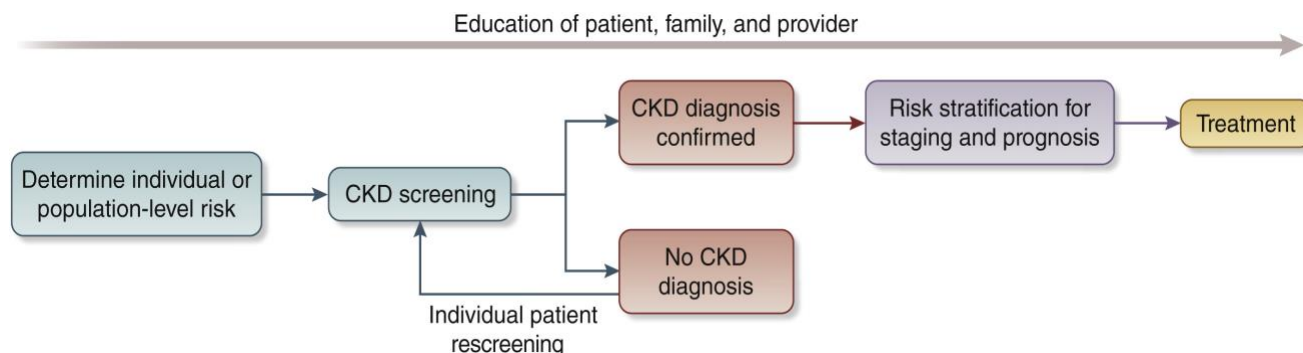 Education of patient, family, and provider
Determine individual or
population-level risk
CKD screening
CKD diagnosis
confirmed
Risk stratification for
staging and prognosis
Treatment
No CKD
diagnosis
Individual patient
rescreening